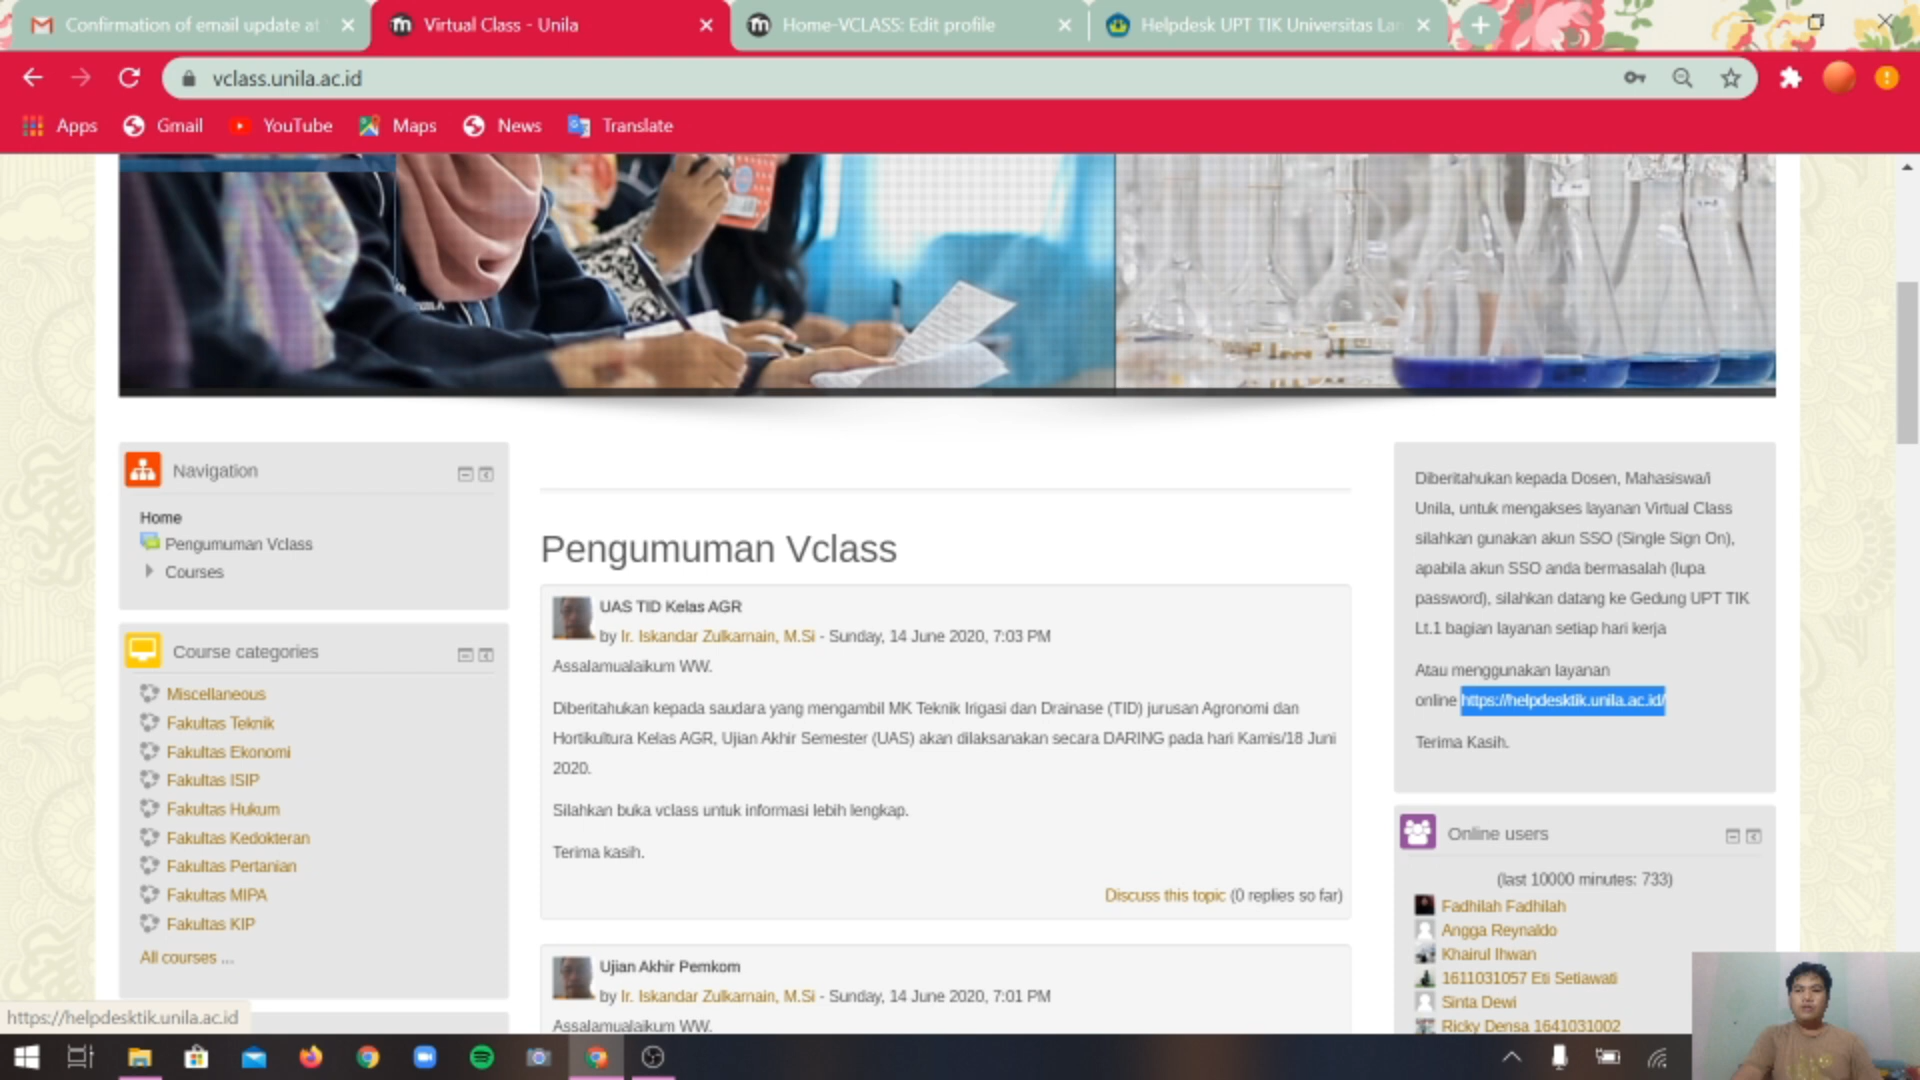 Confirmation of email update at
Virtual Class - Unila
Home-VCLASS: Edit profile
Helpdesk UPT TIK Universitas Lar
vclass.unila.ac.id
Apps
Gmail
YouTube
Maps
News
Translate
Navigation
Home
Pengumuman Vclass
Courses
Course categories
Miscellaneous
Fakultas Teknik
Fakultas Ekonomi
Fakultas ISIP
Fakultas Hukum
Fakultas Kedokteran
Fakultas Pertanian
Fakultas MIPA
Fakultas KIP
All courses ...
https://helpdesktik.unila.ac.id
Pengumuman Vclass
UAS TID Kelas AGR
by Ir. Iskandar Zulkarnain, M.Si - Sunday, 14 June 2020, 7:03 PM
Assalamualaikum WW.
Diberitahukan kepada saudara yang mengambil MK Teknik Irigasi dan Drainase (TID) jurusan Agronomi dan
Hortikultura Kelas AGR, Ujian Akhir Semester (UAS) akan dilaksanakan secara DARING pada hari Kamis/18 Juni
2020.
Silahkan buka vclass untuk informasi lebih lengkap.
Terima kasih.
Discuss this topic (0 replies so far)
Ujian Akhir Pemkom
by Ir. Iskandar Zulkarnain, M.Si - Sunday, 14 June 2020, 7:01 PM
Assalamualaikum WW.
Diberitahukan kepada Dosen, Mahasiswa/i
Unila, untuk mengakses layanan Virtual Class
silahkan gunakan akun SSO (Single Sign On),
apabila akun SSO anda bermasalah (lupa
password), silahkan datang ke Gedung UPT TIK
Lt.1 bagian layanan setiap hari kerja
Atau menggunakan layanan
online https://helpdesktik.unila.ac.id/
Terima Kasih.
Online users
(last 10000 minutes: 733)
Fadhilah Fadhilah
Angga Reynaldo
Khairul Ihwan
1611031057 Eti Setiawati
Sinta Dewi
Ricky Densa 1641031002